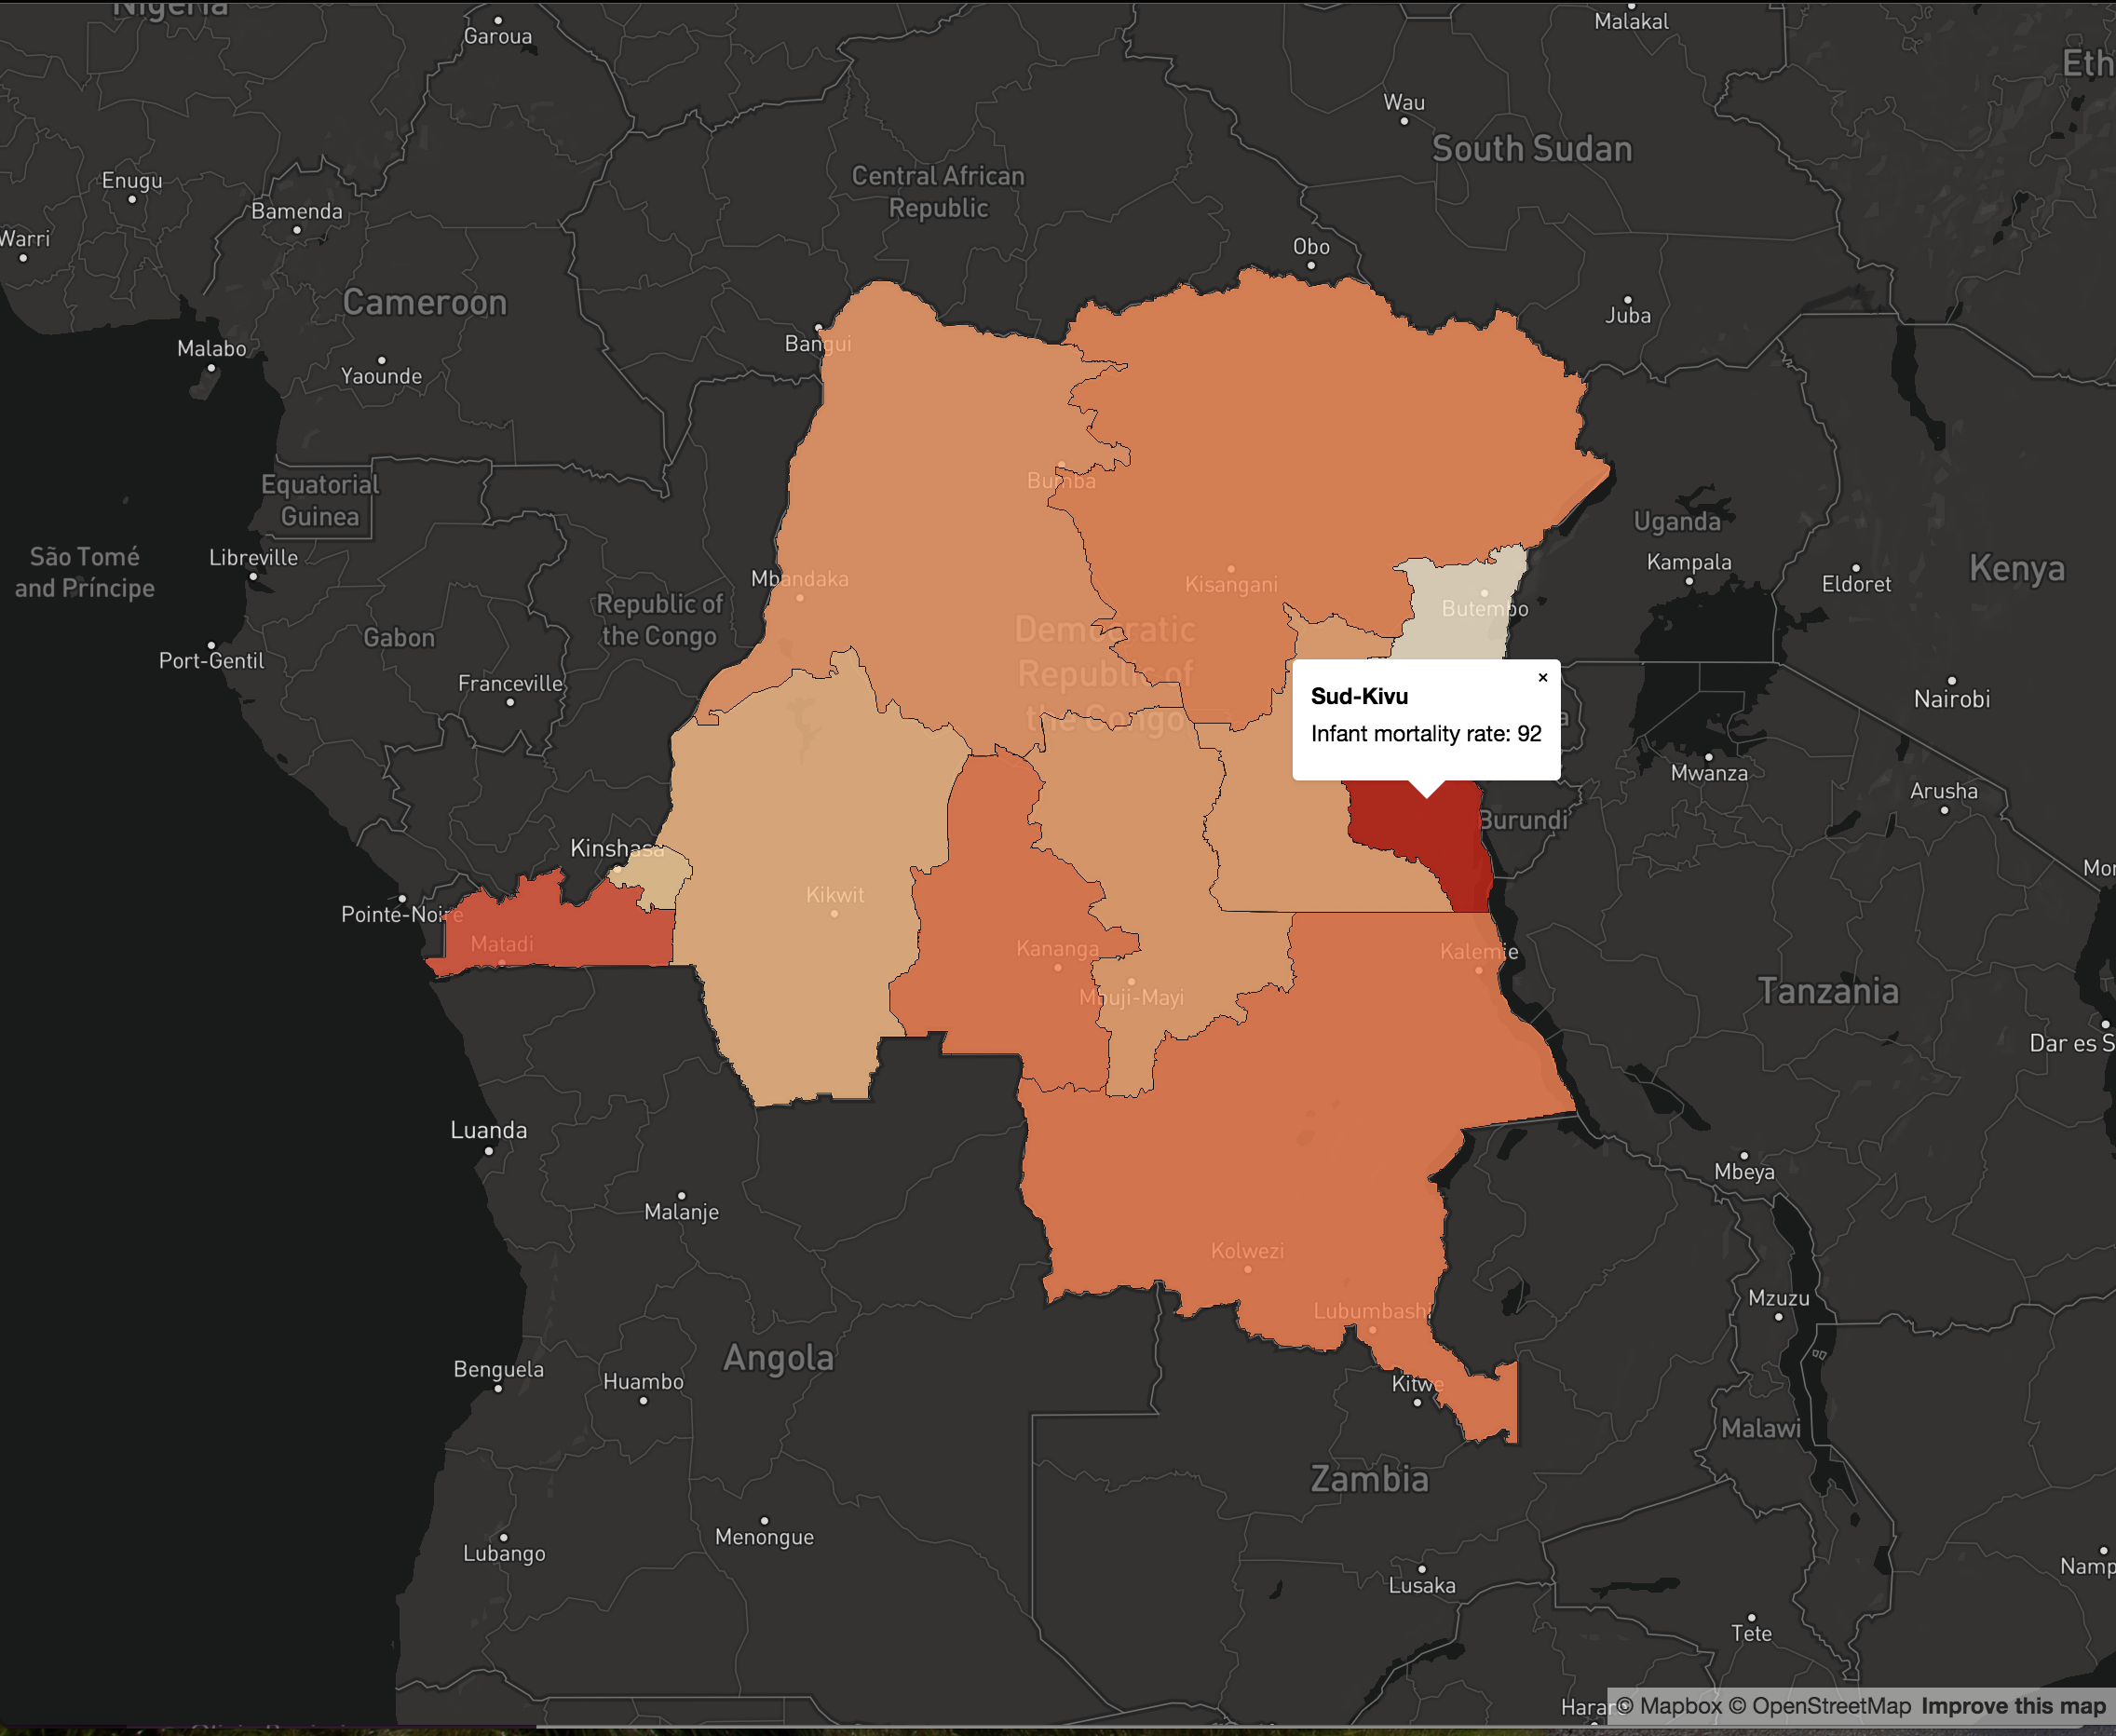 Nigeria
Garoua
Malakal
Eth
Wau
South Sudan
Central African
Republic
Enugu
Bamenda
Warri
Obo
Cameroon
Juba
Bangui
Malabo
Yaounde
Bumba
Equatorial
Guinea
Uganda
São Tomé
and Príncipe
Libreville
Kampala
Eldoret
Kenya
Mbandaka
Kisangani
Butembo
Republic of
the Congo
Gabon
Democratic
Republic of
the Congo
Port-Gentil
Franceville
Nairobi
Sud-Kivu
×
Infant mortality rate: 92
a
Mwanza
Arusha
Burundi
Kinshasa
Mor
Kikwit
Pointe-Noire
Matadi
Kananga
Kalemie
Mbuji-Mayi
Tanzania
Dar es S
Luanda
Mbeya
Malanje
Kolwezi
Mzuzu
Lubumbashi
Angola
Benguela
Huambo
Kitwe
Malawi
Zambia
Menongue
Lubango
Namp
Lusaka
Tete
Harar
© Mapbox © OpenStreetMap Improve this map